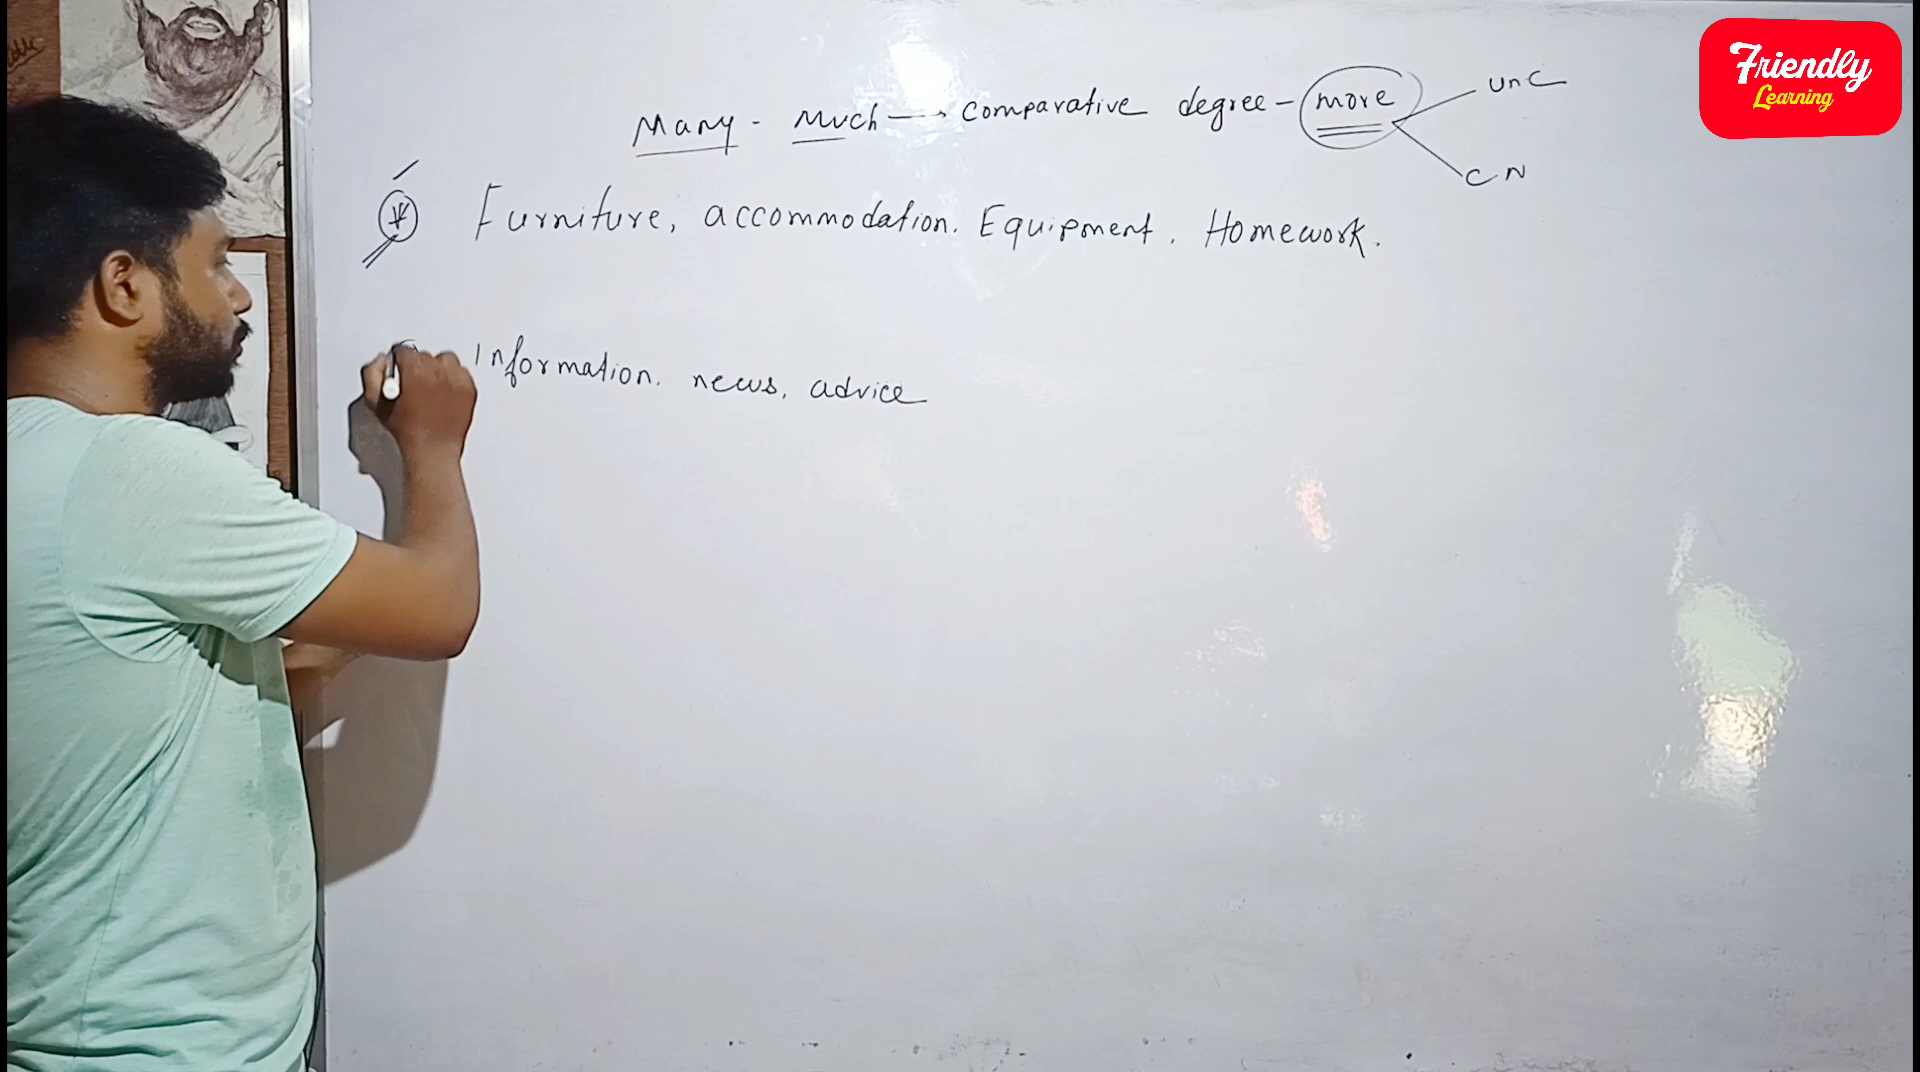 Friendly
Learning
Many - Much → comparative degree - more
UnC
CN
Furniture, accommodation. Equipment. Homework.
Information. news, advice